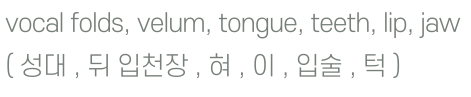 vocal folds, velum, tongue, teeth, lip, jaw
( 성대 , 뒤 입천장 , 혀 , 이 , 입술 , 턱 )